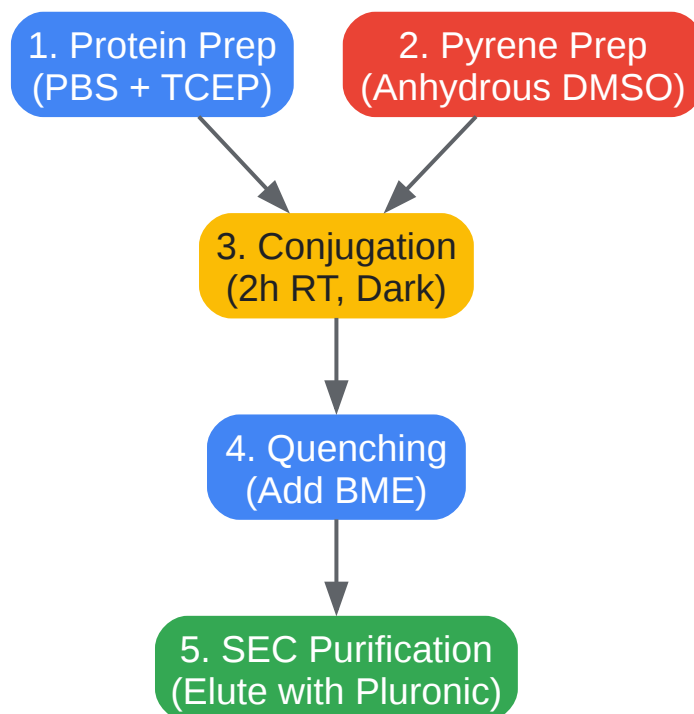 1. Protein Prep
(PBS + TCEP)
2. Pyrene Prep
(Anhydrous DMSO)
3. Conjugation
(2h RT, Dark)
4. Quenching
(Add BME)
5. SEC Purification
(Elute with Pluronic)